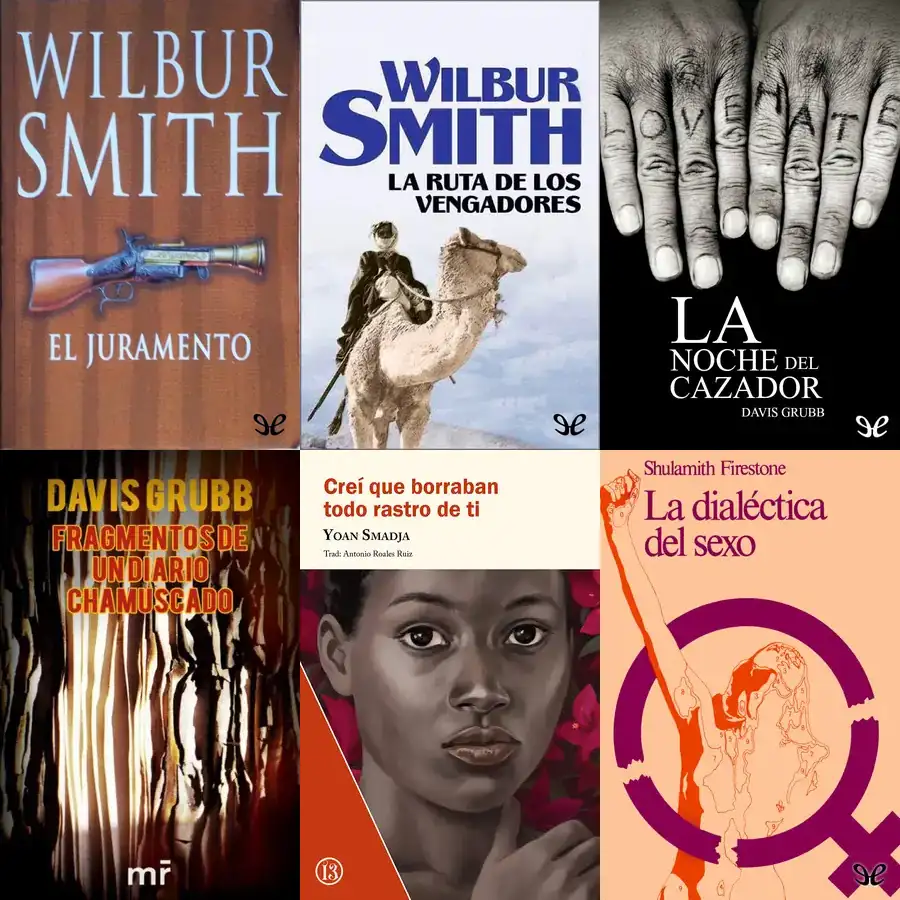 WILBUR
SMITH
EL JURAMENTO
WILBUR
SMITH
LA RUTA DE LOS
VENGADORES
LOVE HATE
LA
NOCHE DEL
CAZADOR
DAVIS GRUBB
DAVIS GRUBB
FRAGMENTOS DE
UN DIARIO
CHAMUSCADO
mr
Creí que borraban
todo rastro de ti
YOAN SMADJA
Trad: Antonio Roales Ruiz
13
Shulamith Firestone
La dialéctica
del sexo